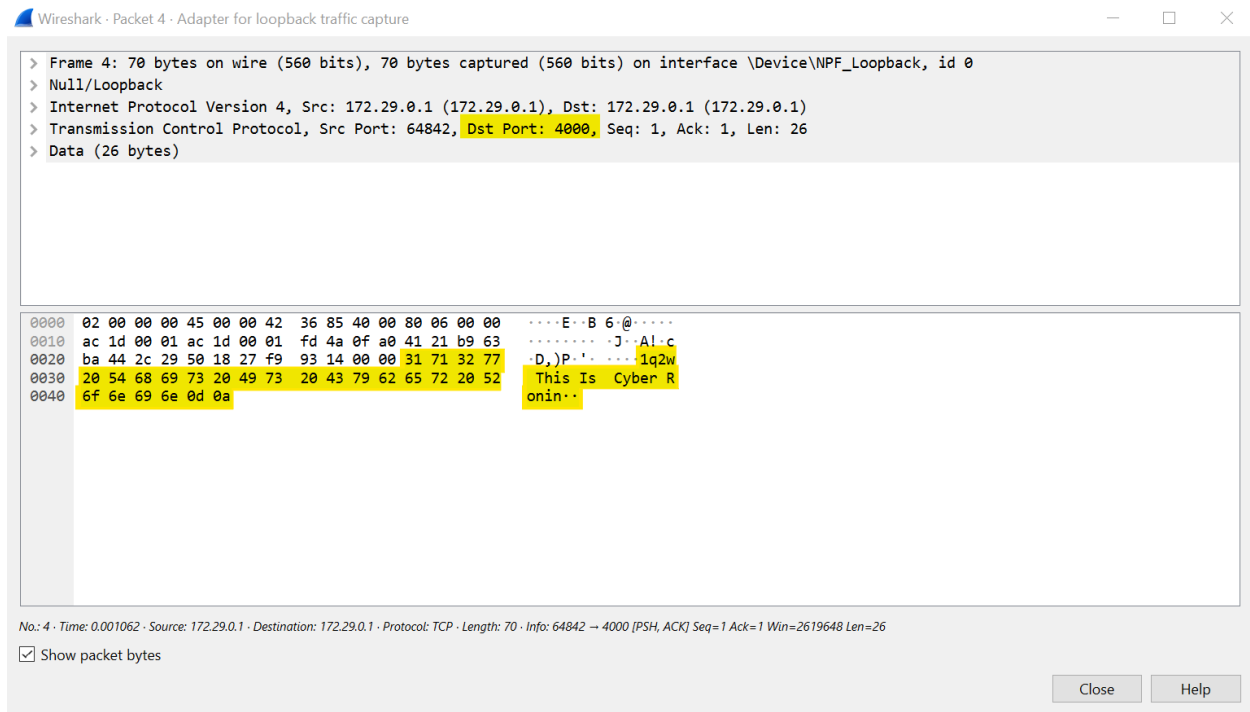 Wireshark · Packet 4 · Adapter for loopback traffic capture
> Frame 4: 70 bytes on wire (560 bits), 70 bytes captured (560 bits) on interface \Device\NPF_Loopback, id 0
> Null/Loopback
> Internet Protocol Version 4, Src: 172.29.0.1 (172.29.0.1), Dst: 172.29.0.1 (172.29.0.1)
> Transmission Control Protocol, Src Port: 64842, Dst Port: 4000, Seq: 1, Ack: 1, Len: 26
> Data (26 bytes)
0000 02 00 00 00 45 00 00 42 36 85 40 00 80 06 00 00 ····E··B 6·@·····
0010 ac 1d 00 01 ac 1d 00 01 fd 4a 0f a0 41 21 b9 63 ········ ·J··A!·c
0020 ba 44 2c 29 50 18 27 f9 93 14 00 00 31 71 32 77 ·D,)P·'· ····1q2w
0030 20 54 68 69 73 20 49 73 20 43 79 62 65 72 20 52 This Is Cyber R
0040 6f 6e 69 6e 0d 0a onin··
No.: 4 · Time: 0.001062 · Source: 172.29.0.1 · Destination: 172.29.0.1 · Protocol: TCP · Length: 70 · Info: 64842 → 4000 [PSH, ACK] Seq=1 Ack=1 Win=2619648 Len=26
Show packet bytes
Close Help